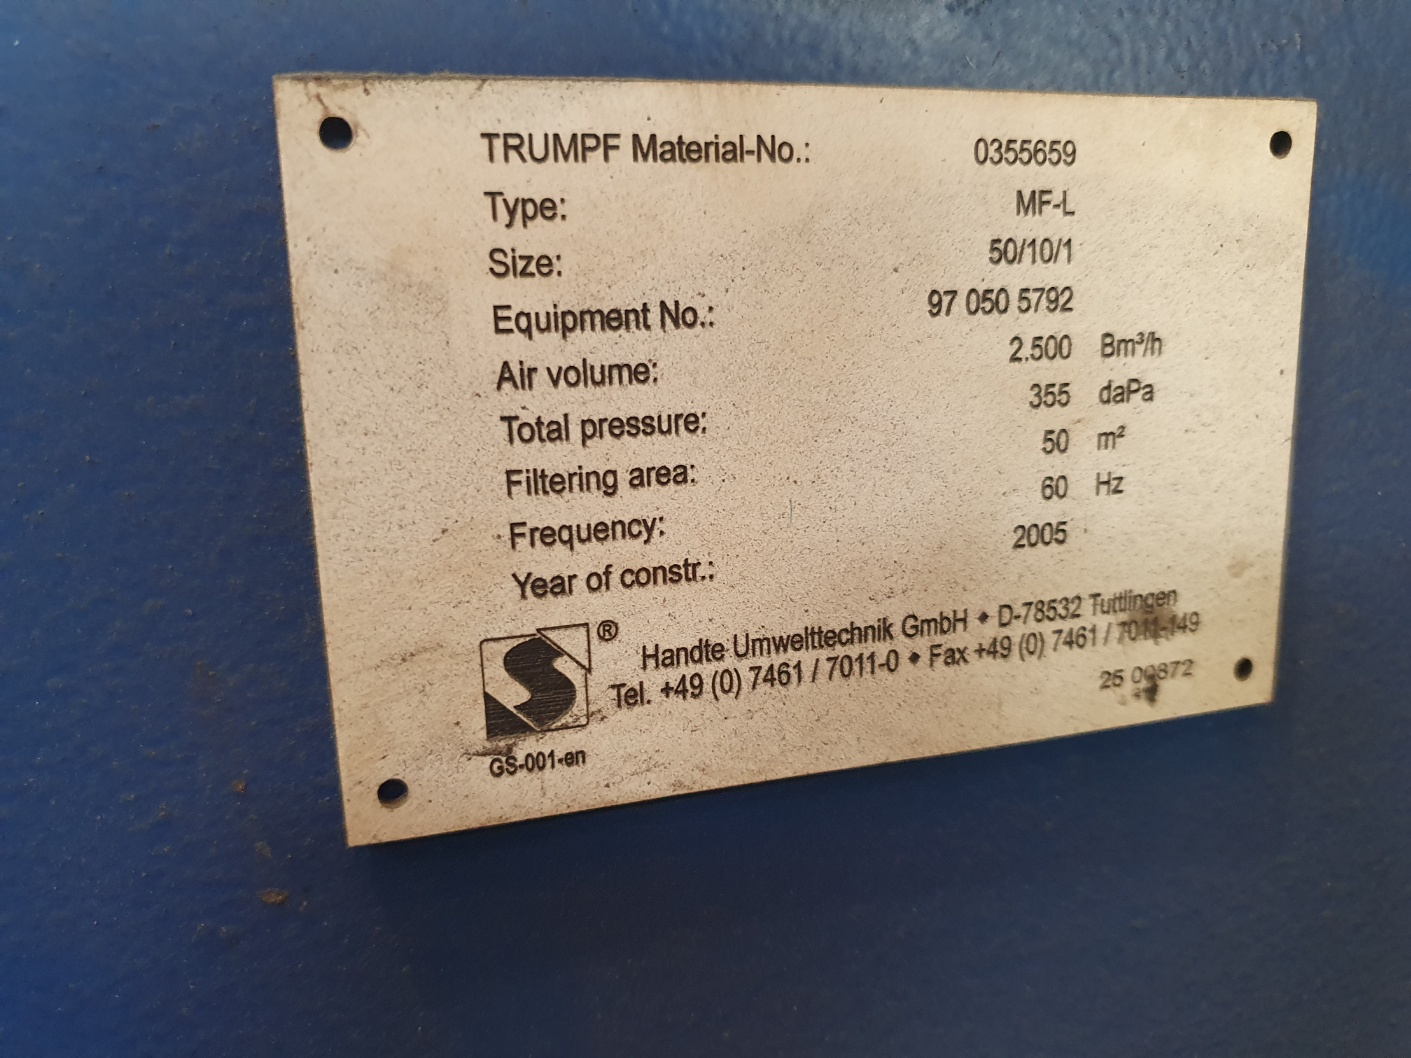 TRUMPF Material-No.: 0355659
Type: MF-L
Size: 50/10/1
Equipment No.: 97 050 5792
Air volume: 2.500 Bm³/h
Total pressure: 355 daPa
Filtering area: 50 m²
Frequency: 60 Hz
Year of constr.: 2005
® Handte Umwelttechnik GmbH ♦ D-78532 Tuttlingen
Tel. +49 (0) 7461 / 7011-0 ♦ Fax +49 (0) 7461 / 7011-149
GS-001-en